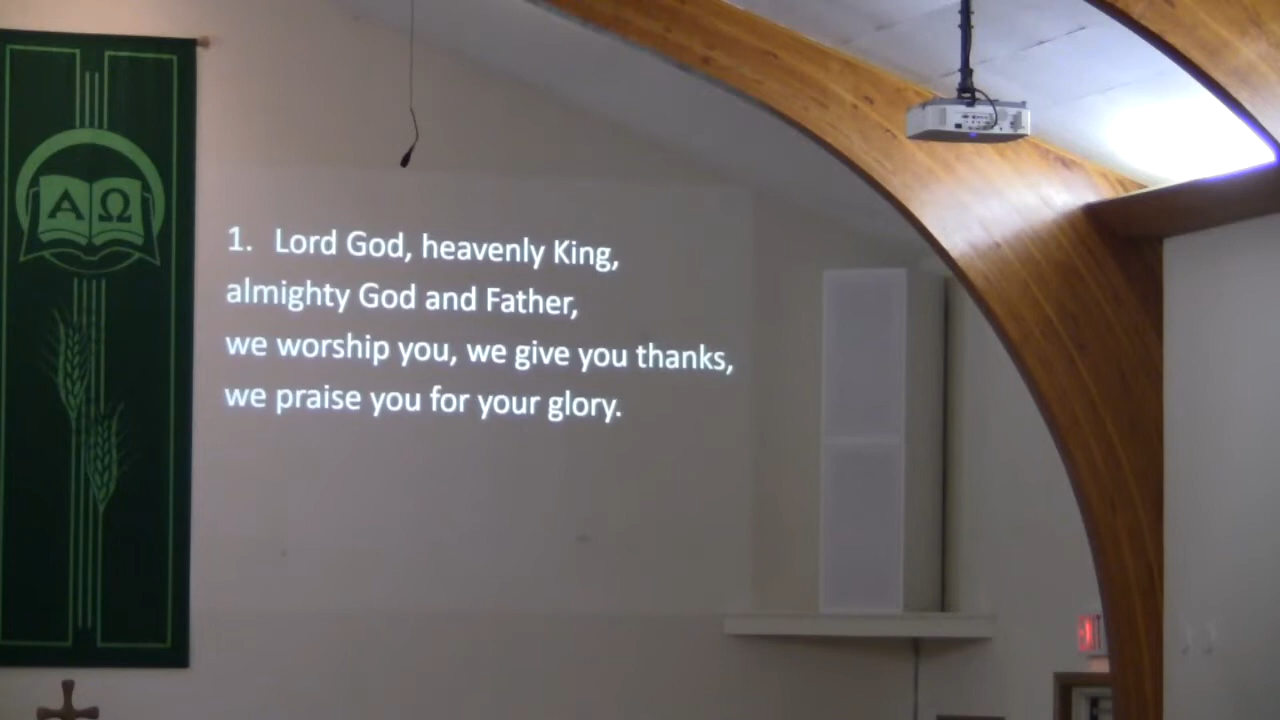 Α Ω
1. Lord God, heavenly King,
almighty God and Father,
we worship you, we give you thanks,
we praise you for your glory.